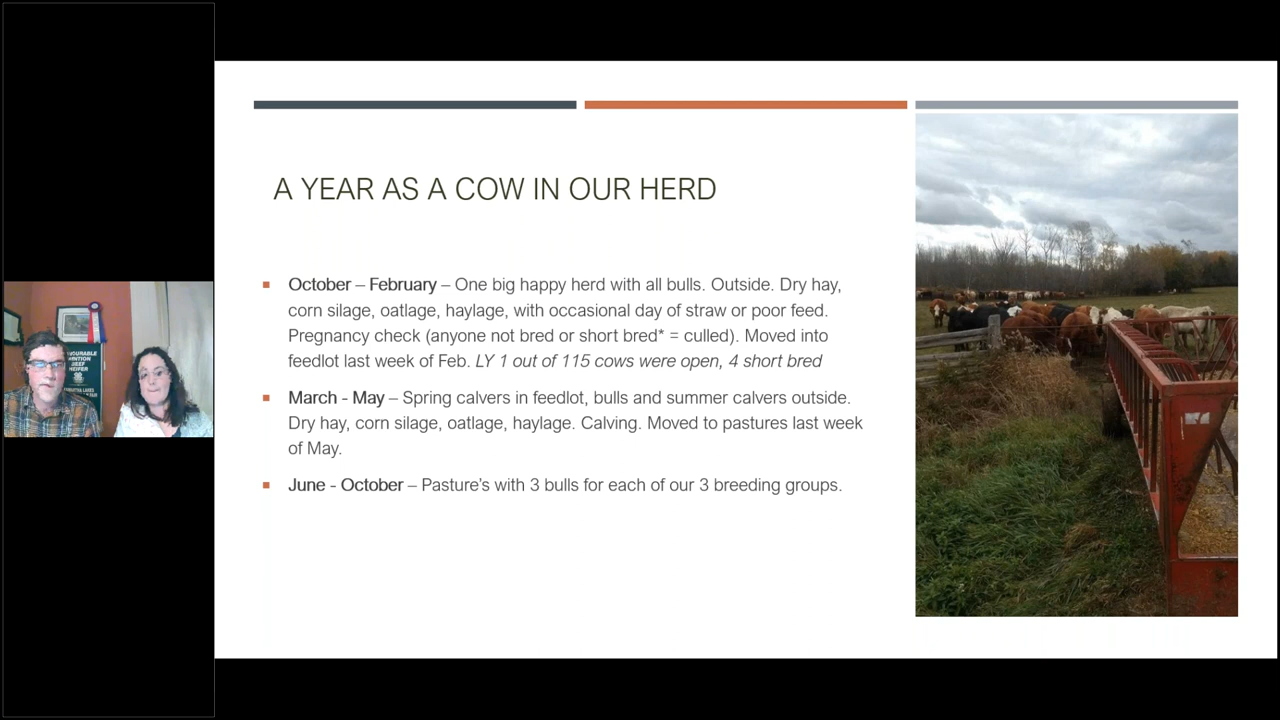 A YEAR AS A COW IN OUR HERD
October – February – One big happy herd with all bulls. Outside. Dry hay,
corn silage, oatlage, haylage, with occasional day of straw or poor feed.
Pregnancy check (anyone not bred or short bred* = culled). Moved into
feedlot last week of Feb. LY 1 out of 115 cows were open, 4 short bred
March - May – Spring calvers in feedlot, bulls and summer calvers outside.
Dry hay, corn silage, oatlage, haylage. Calving. Moved to pastures last week
of May.
June - October – Pasture's with 3 bulls for each of our 3 breeding groups.
BEEF
HEIFER